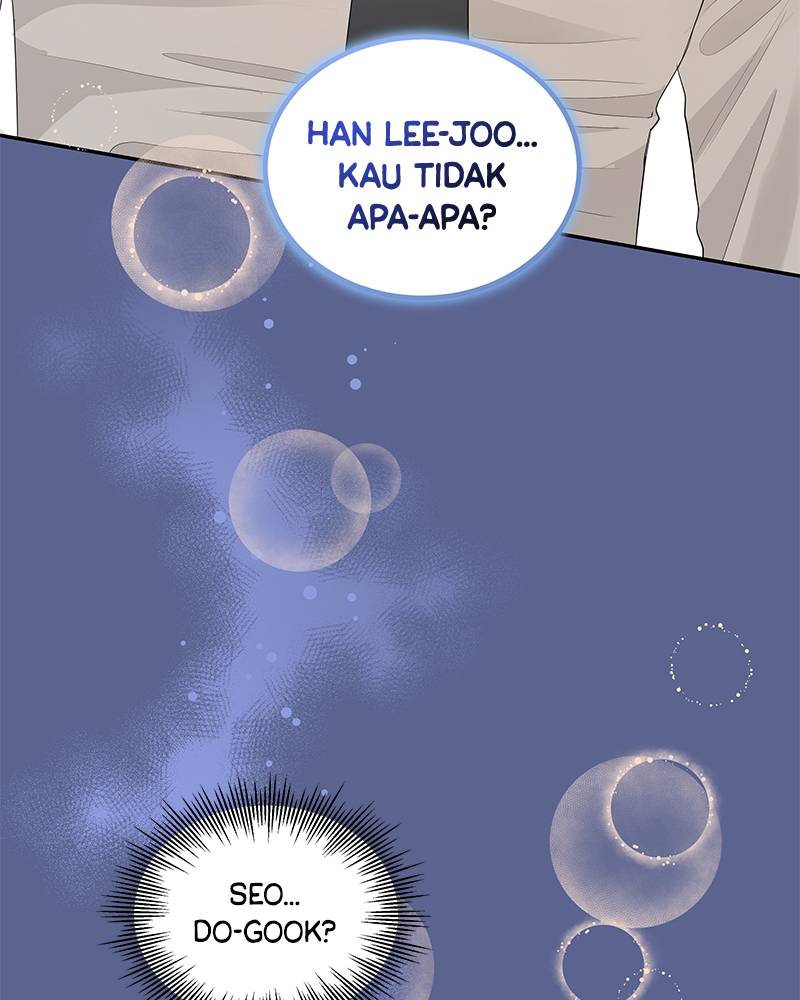 HAN LEE-JOO...
KAU TIDAK
APA-APA?
SEO...
DO-GOOK?